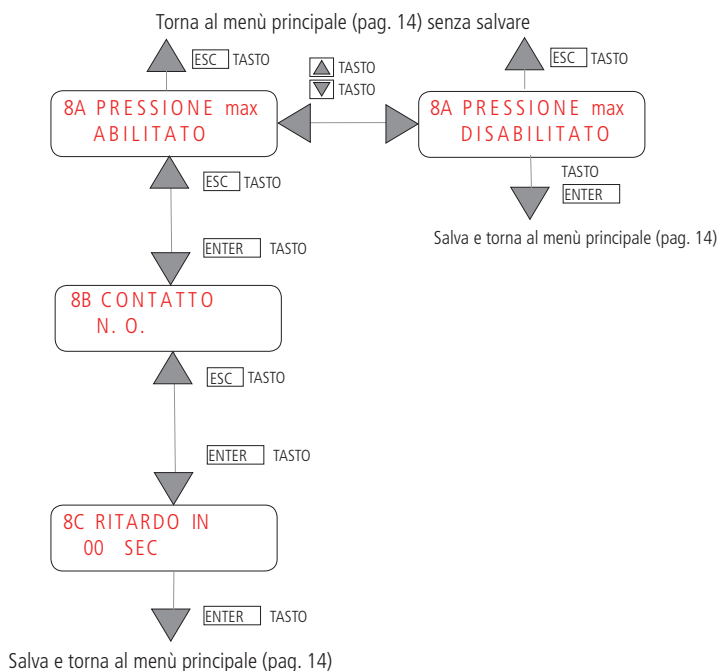 Torna al menù principale (pag. 14) senza salvare
ESC TASTO
TASTO
TASTO
ESC TASTO
8A PRESSIONE max
ABILITATO
8A PRESSIONE max
DISABILITATO
ESC TASTO
TASTO
ENTER
Salva e torna al menù principale (pag. 14)
ENTER TASTO
8B CONTATTO
N. O.
ESC TASTO
ENTER TASTO
8C RITARDO IN
00 SEC
ENTER TASTO
Salva e torna al menù principale (pag. 14)